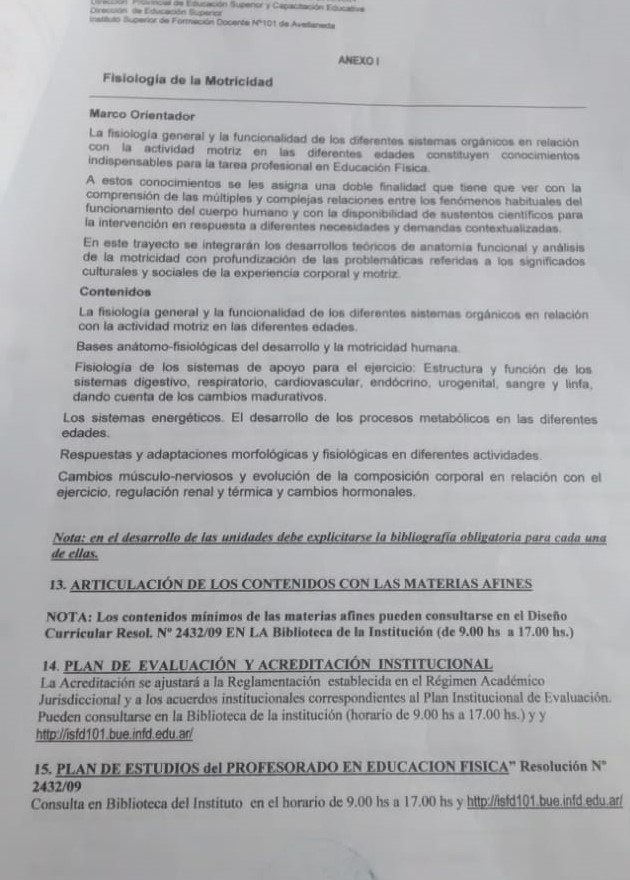 Dirección Provincial de Educación Superior y Capacitación Educativa
Dirección de Educación Superior
Instituto Superior de Formación Docente Nº101 de Avellaneda
ANEXO I
Fisiología de la Motricidad
Marco Orientador
La fisiología general y la funcionalidad de los diferentes sistemas orgánicos en relación
con la actividad motriz en las diferentes edades constituyen conocimientos
indispensables para la tarea profesional en Educación Física.
A estos conocimientos se les asigna una doble finalidad que tiene que ver con la
comprensión de las múltiples y complejas relaciones entre los fenómenos habituales del
funcionamiento del cuerpo humano y con la disponibilidad de sustentos científicos para
la intervención en respuesta a diferentes necesidades y demandas contextualizadas.
En este trayecto se integrarán los desarrollos teóricos de anatomía funcional y análisis
de la motricidad con profundización de las problemáticas referidas a los significados
culturales y sociales de la experiencia corporal y motriz.
Contenidos
La fisiología general y la funcionalidad de los diferentes sistemas orgánicos en relación
con la actividad motriz en las diferentes edades.
Bases anátomo-fisiológicas del desarrollo y la motricidad humana.
Fisiología de los sistemas de apoyo para el ejercicio: Estructura y función de los
sistemas digestivo, respiratorio, cardiovascular, endócrino, urogenital, sangre y linfa,
dando cuenta de los cambios madurativos.
Los sistemas energéticos. El desarrollo de los procesos metabólicos en las diferentes
edades.
Respuestas y adaptaciones morfológicas y fisiológicas en diferentes actividades.
Cambios músculo-nerviosos y evolución de la composición corporal en relación con el
ejercicio, regulación renal y térmica y cambios hormonales.
Nota: en el desarrollo de las unidades debe explicitarse la bibliografía obligatoria para cada una
de ellas.
13. ARTICULACIÓN DE LOS CONTENIDOS CON LAS MATERIAS AFINES
NOTA: Los contenidos mínimos de las materias afines pueden consultarse en el Diseño
Curricular Resol. Nº 2432/09 EN LA Biblioteca de la Institución (de 9.00 hs a 17.00 hs.)
14. PLAN DE EVALUACIÓN Y ACREDITACIÓN INSTITUCIONAL
La Acreditación se ajustará a la Reglamentación establecida en el Régimen Académico
Jurisdiccional y a los acuerdos institucionales correspondientes al Plan Institucional de Evaluación.
Pueden consultarse en la Biblioteca de la institución (horario de 9.00 hs a 17.00 hs.) y y
http://isfd101.bue.infd.edu.ar/
15. PLAN DE ESTUDIOS del PROFESORADO EN EDUCACION FISICA" Resolución Nº
2432/09
Consulta en Biblioteca del Instituto en el horario de 9.00 hs a 17.00 hs y http://isfd101.bue.infd.edu.ar/